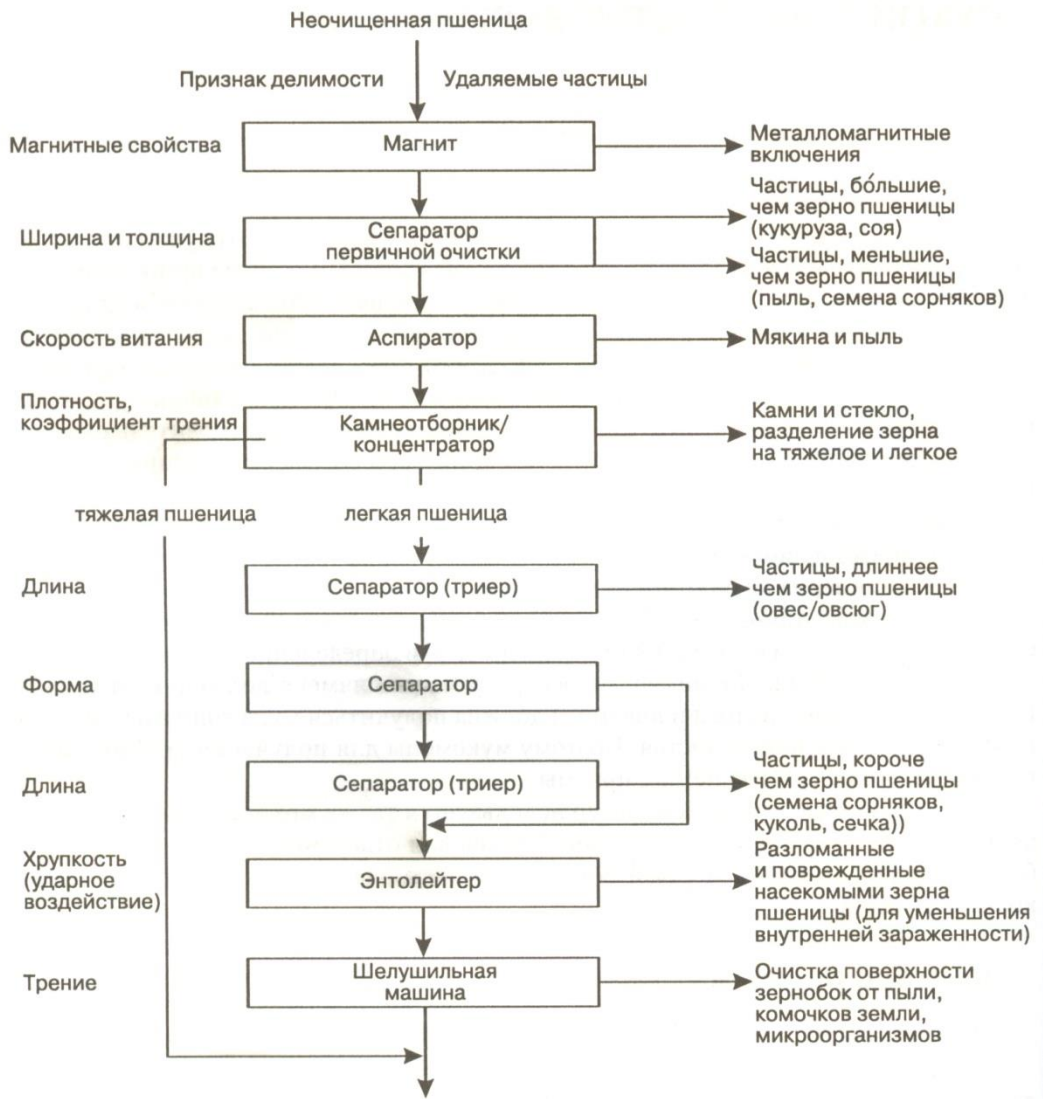 Неочищенная пшеница
Признак делимости
Удаляемые частицы
Магнитные свойства
Магнит
Металломагнитные
включения
Ширина и толщина
Сепаратор
первичной очистки
Частицы, бо́льшие,
чем зерно пшеницы
(кукуруза, соя)
Частицы, меньшие,
чем зерно пшеницы
(пыль, семена сорняков)
Скорость витания
Аспиратор
Мякина и пыль
Плотность,
коэффициент трения
Камнеотборник/
концентратор
Камни и стекло,
разделение зерна
на тяжелое и легкое
тяжелая пшеница
легкая пшеница
Длина
Сепаратор (триер)
Частицы, длиннее
чем зерно пшеницы
(овес/овсюг)
Форма
Сепаратор
Длина
Сепаратор (триер)
Частицы, короче
чем зерно пшеницы
(семена сорняков,
куколь, сечка))
Хрупкость
(ударное
воздействие)
Энтолейтер
Разломанные
и поврежденные
насекомыми зерна
пшеницы (для уменьшения
внутренней зараженности)
Трение
Шелушильная
машина
Очистка поверхности
зернобок от пыли,
комочков земли,
микроорганизмов